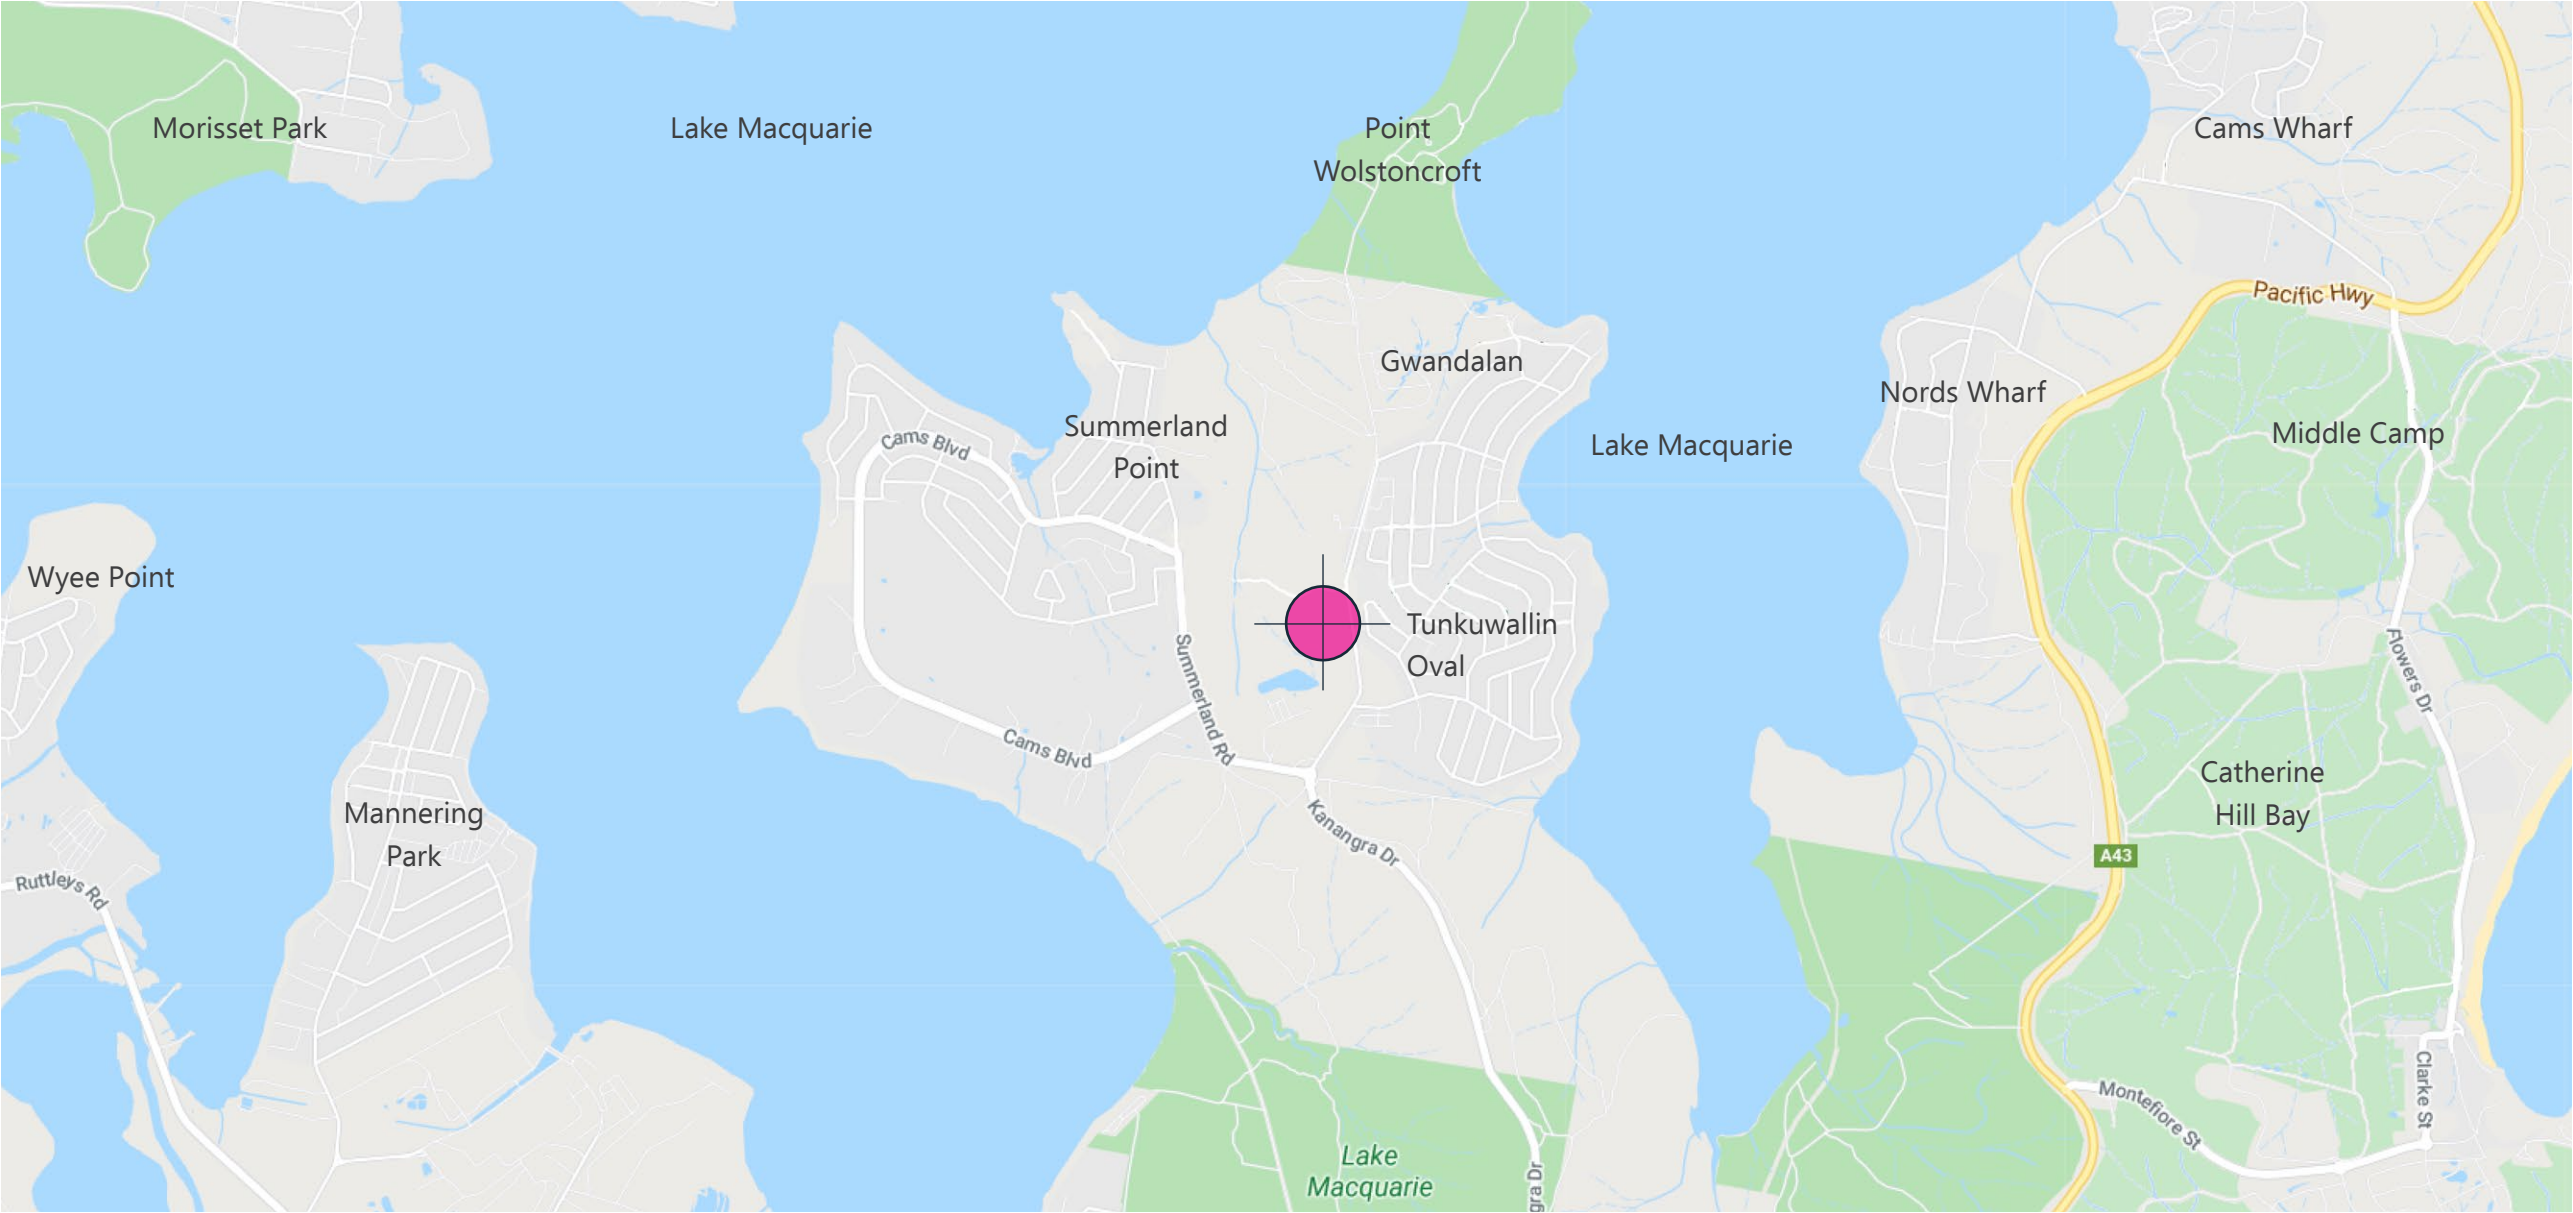 Morisset Park
Lake Macquarie
Point
Wolstoncroft
Cams Wharf
Pacific Hwy
Gwandalan
Nords Wharf
Summerland
Point
Cams Blvd
Lake Macquarie
Middle Camp
Wyee Point
Tunkuwallin
Oval
Summerland Rd
Flowers Dr
Cams Blvd
Catherine
Hill Bay
Mannering
Park
Kanangra Dr
A43
Ruttleys Rd
Clarke St
Montefiore St
Lake
Macquarie
gra Dr